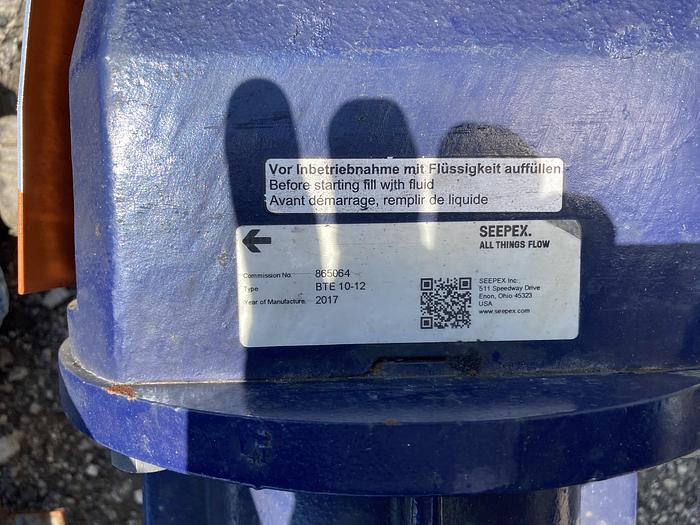 Vor Inbetriebnahme mit Flüssigkeit auffüllen
Before starting fill with fluid
Avant démarrage, remplir de liquide
SEEPEX.
ALL THINGS FLOW
Commission No. 865064
Type BTE 10-12
Year of Manufacture. 2017
SEEPEX Inc.
511 Speedway Drive
Enon, Ohio 45323
USA
www.seepex.com